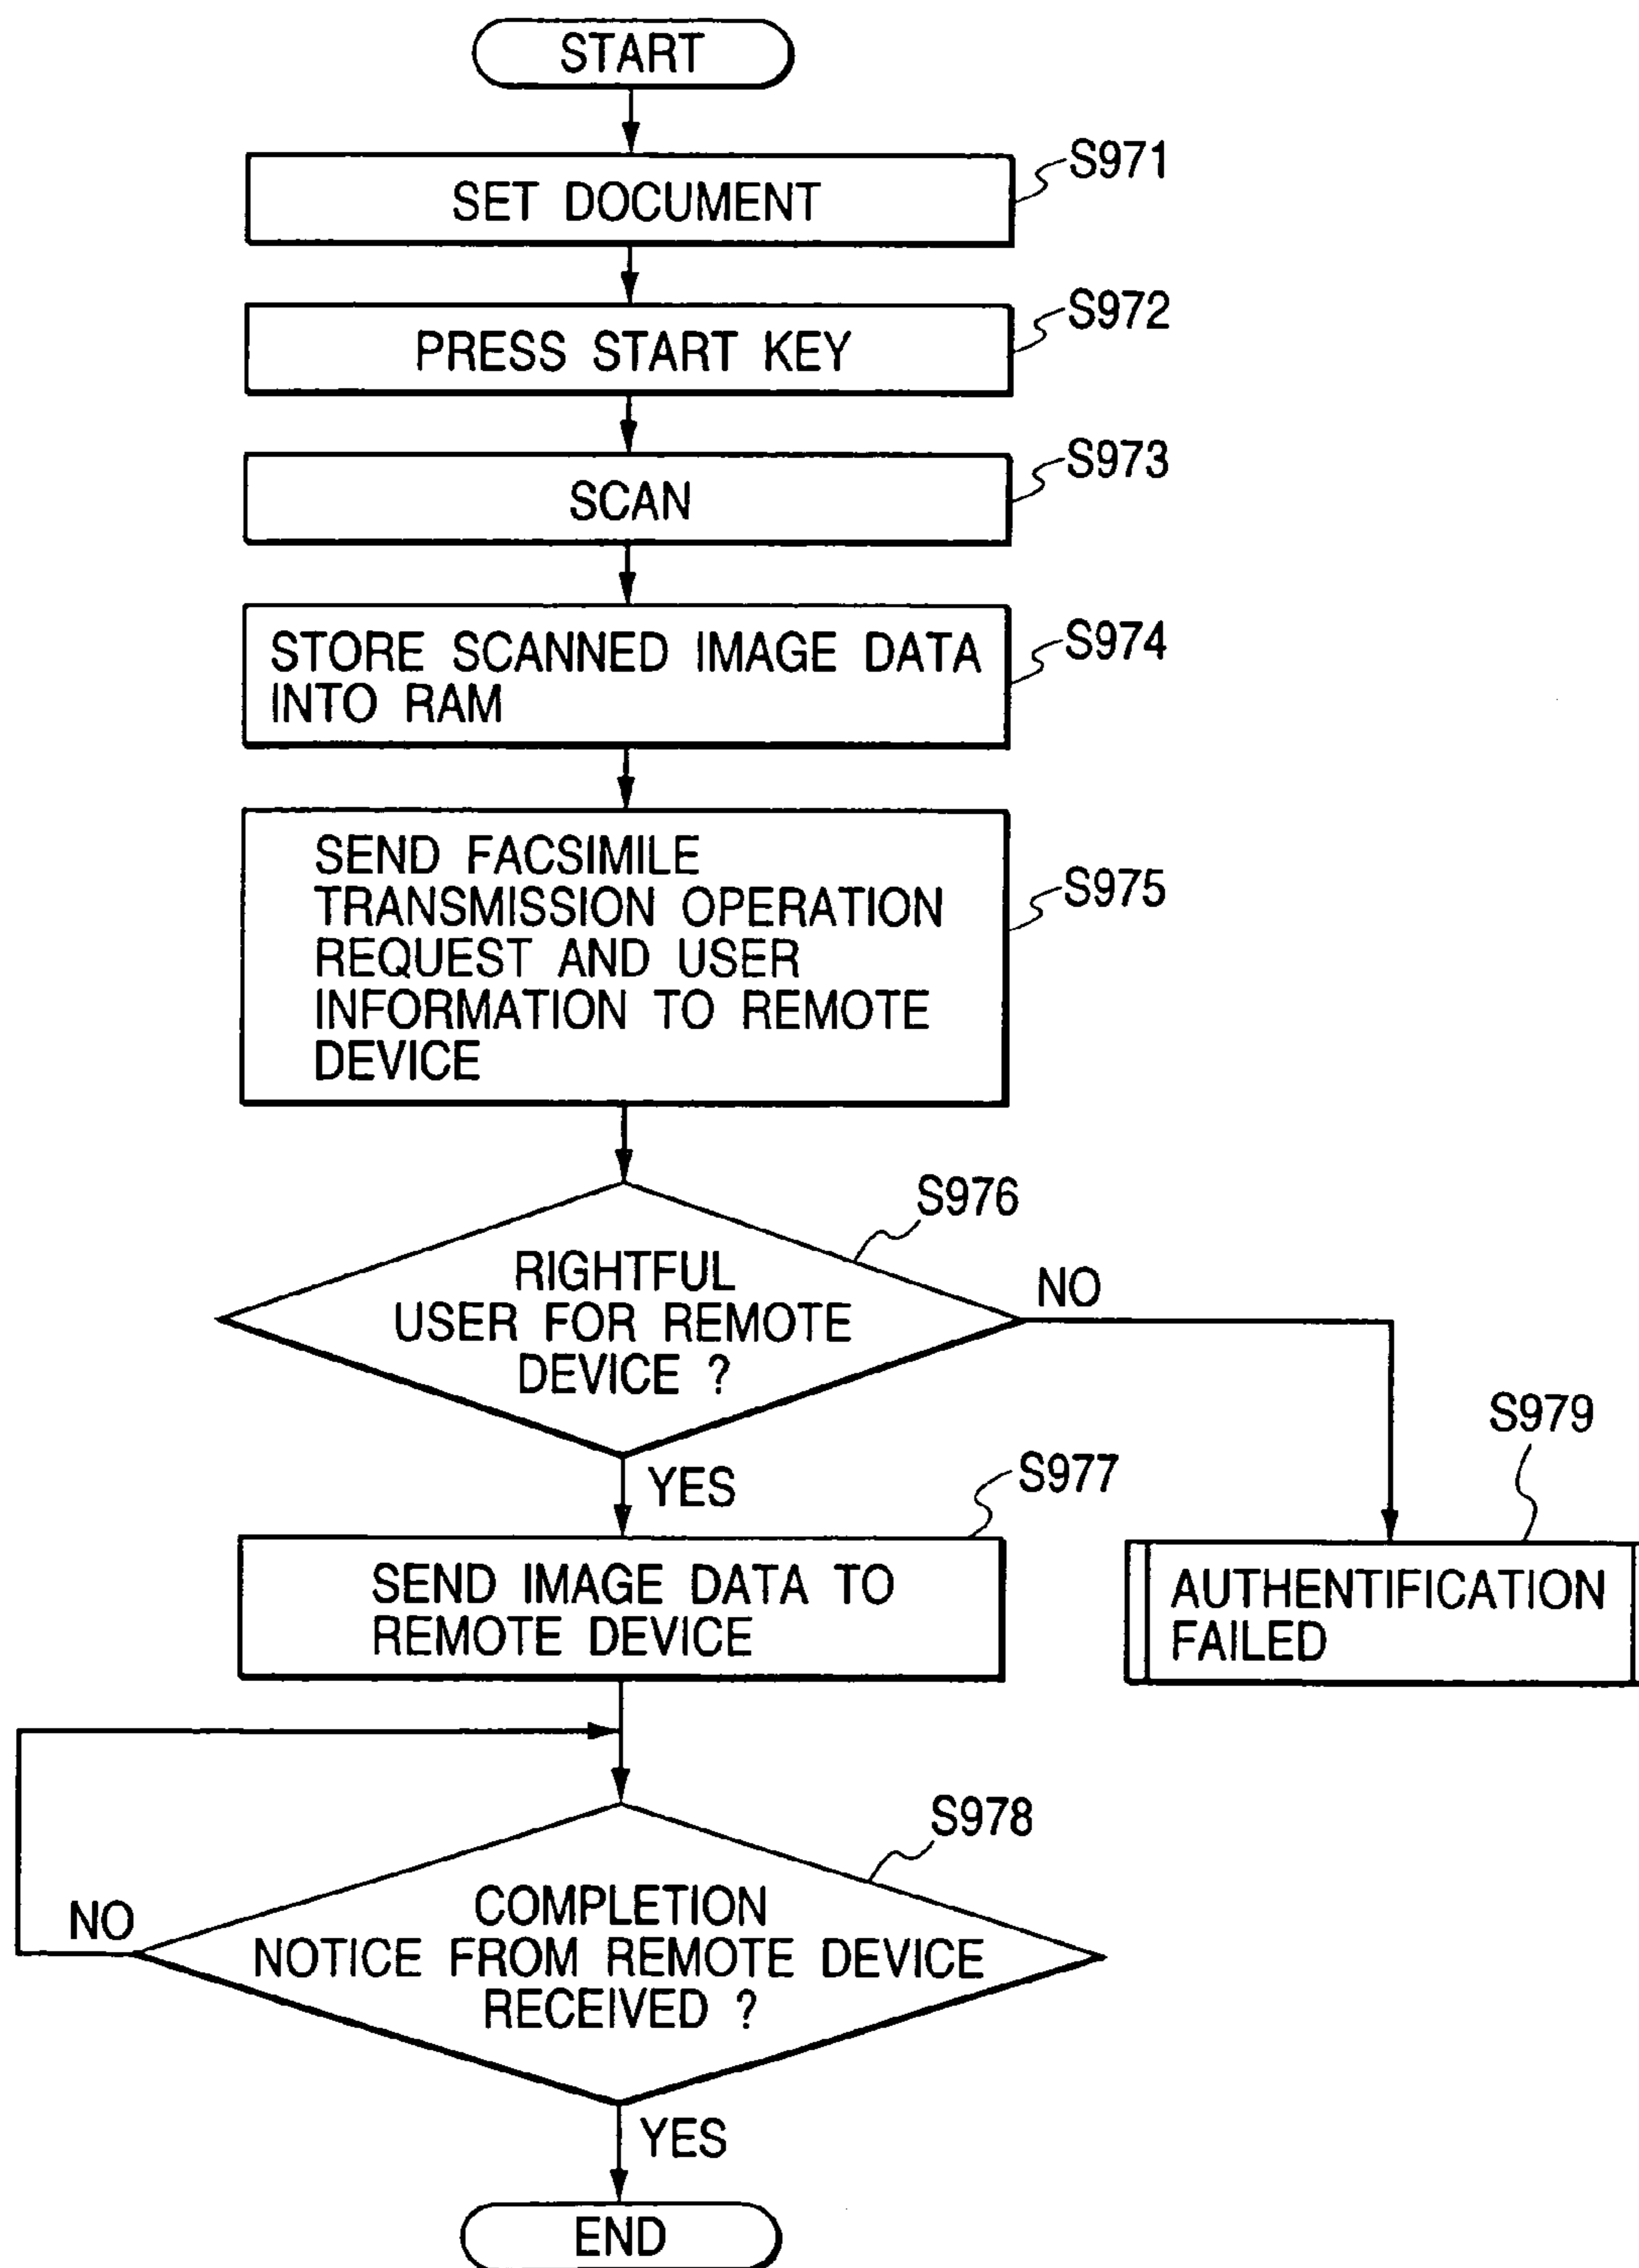 START
S971
SET DOCUMENT
S972
PRESS START KEY
S973
SCAN
S974
STORE SCANNED IMAGE DATA
INTO RAM
S975
SEND FACSIMILE
TRANSMISSION OPERATION
REQUEST AND USER
INFORMATION TO REMOTE
DEVICE
S976
RIGHTFUL
USER FOR REMOTE
DEVICE ?
NO
YES
S977
SEND IMAGE DATA TO
REMOTE DEVICE
S979
AUTHENTIFICATION
FAILED
S978
COMPLETION
NOTICE FROM REMOTE DEVICE
RECEIVED ?
NO
YES
END